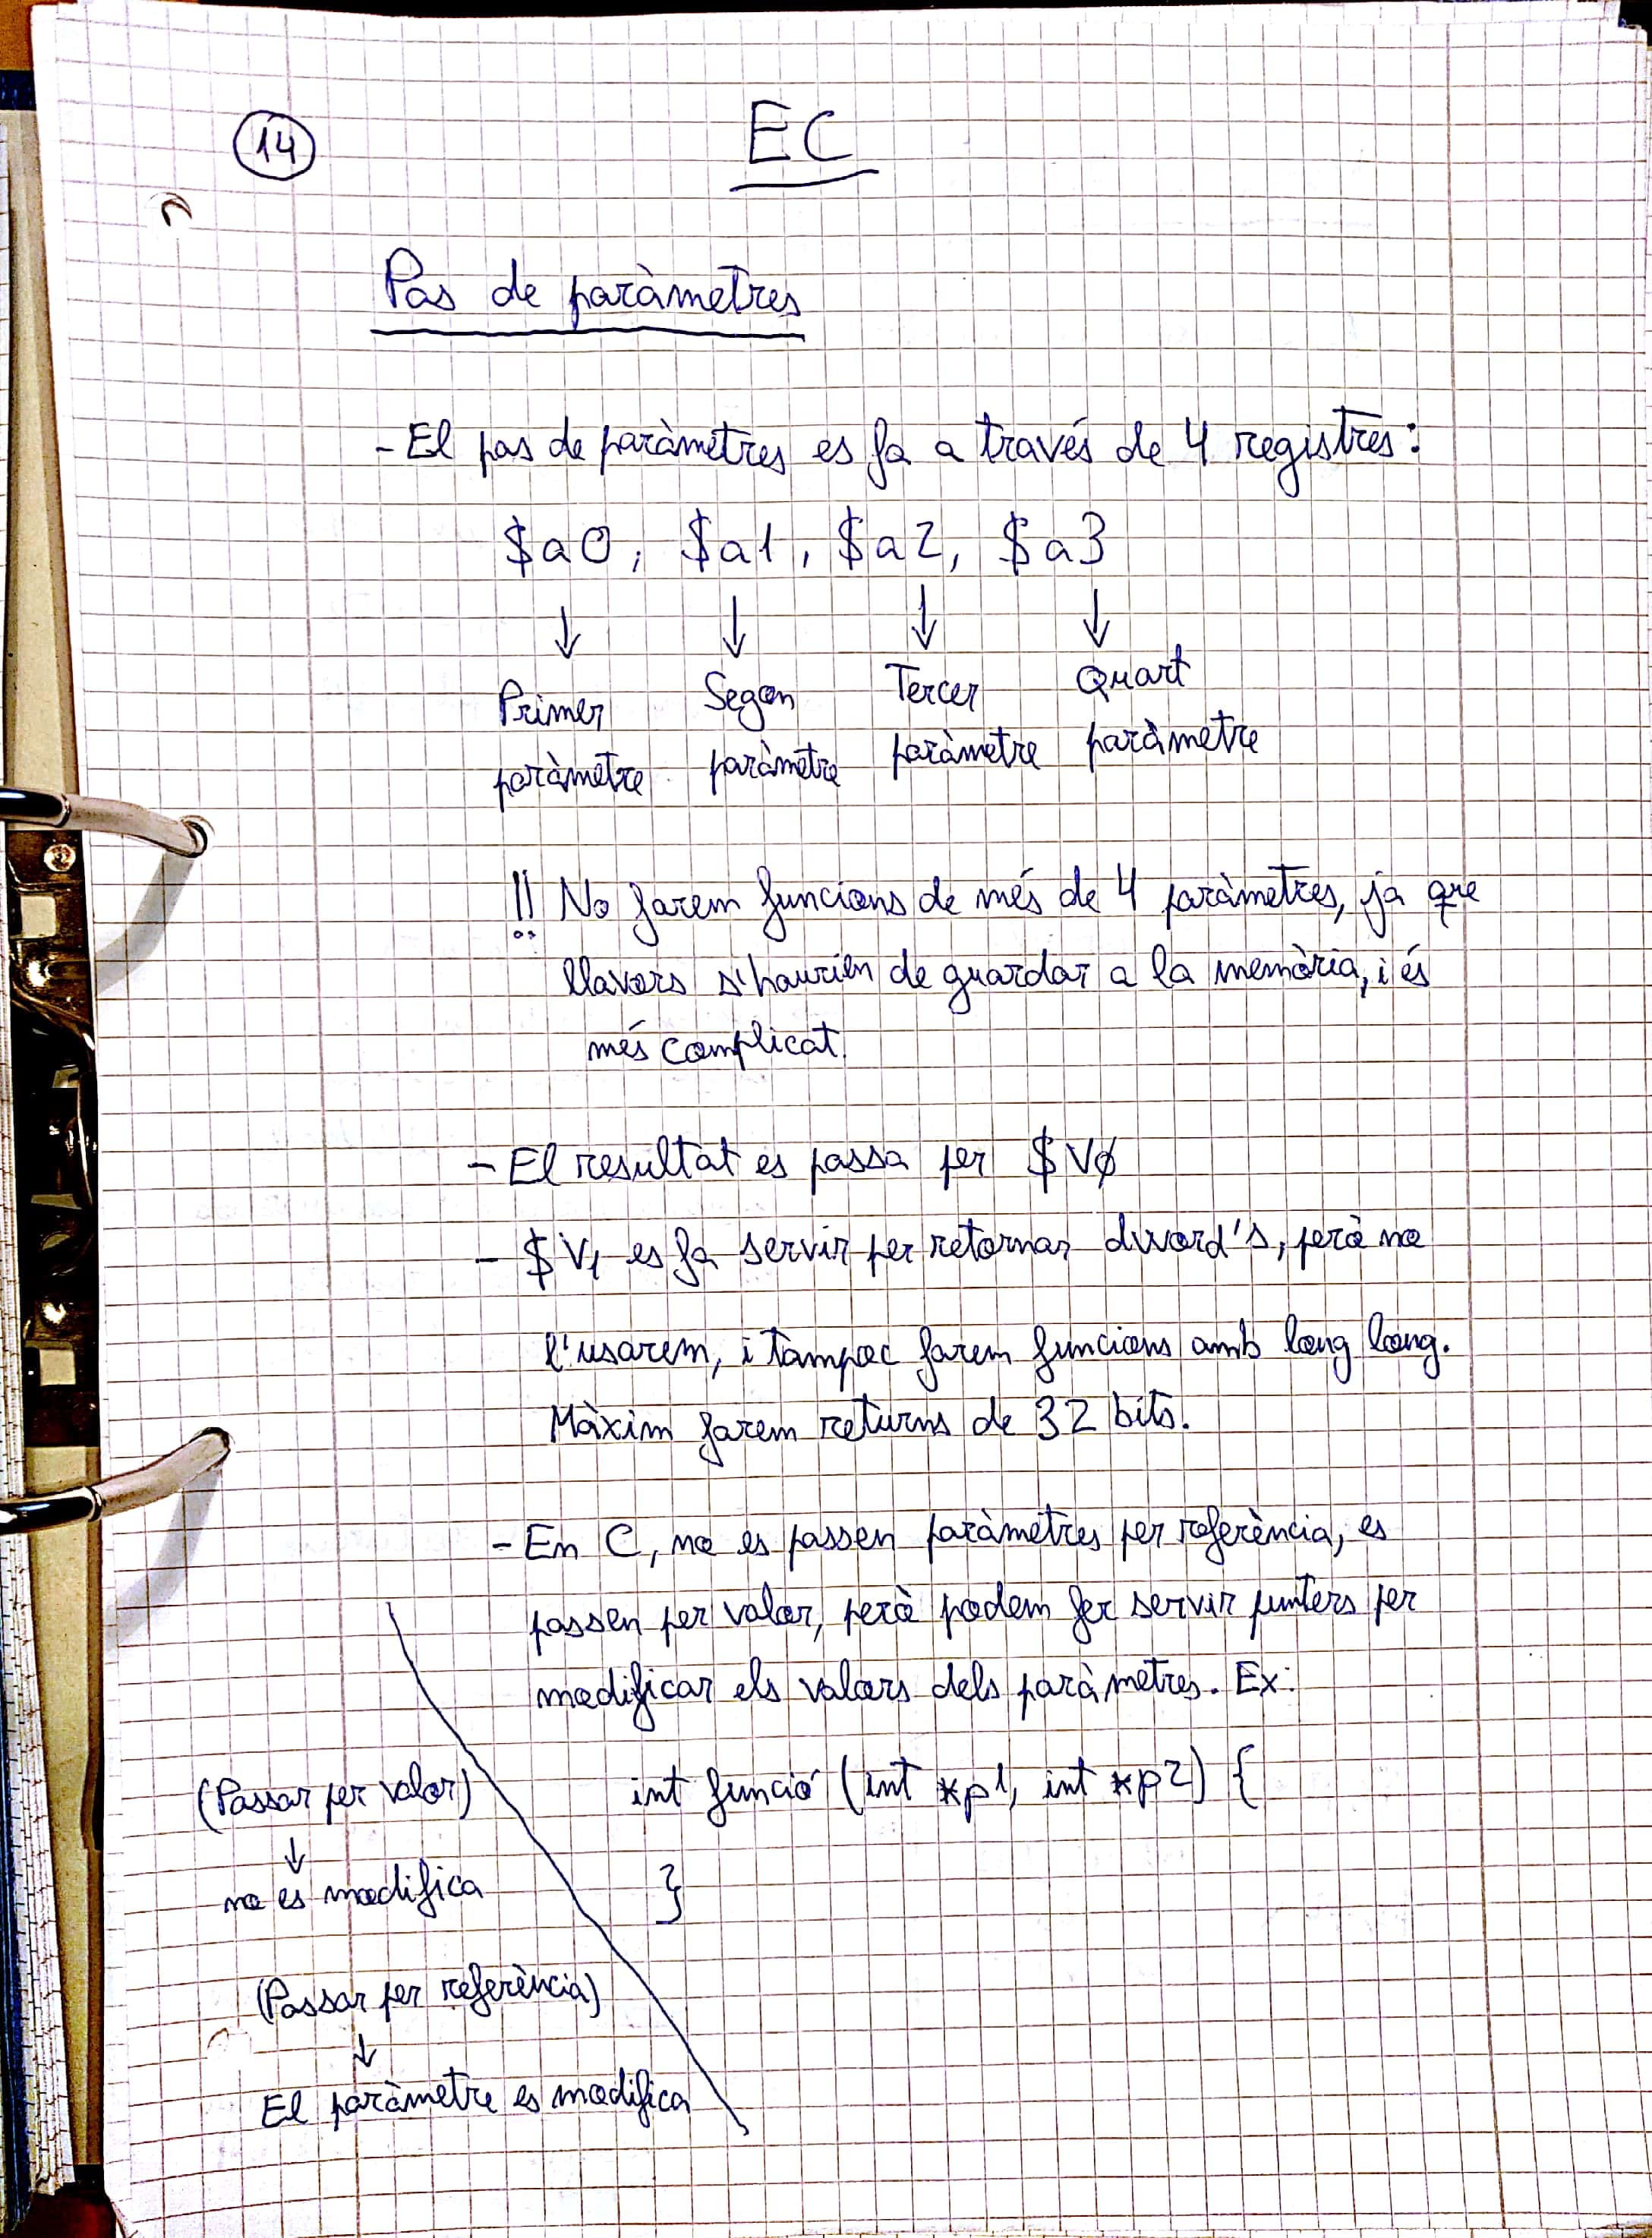 14
EC
Pas de paràmetres
- El pas de paràmetres es fa a través de 4 registres:
$a0, $a1, $a2, $a3
↓ ↓ ↓ ↓
Primer Segon Tercer Quart
paràmetre paràmetre paràmetre paràmetre
!! No farem funcions de més de 4 paràmetres, ja que
llavors s'haurien de guardar a la memòria, i és
més complicat.
- El resultat es passa per $v0
- $v1 es fa servir per retornar dword's, però no
l'usarem, i tampoc farem funcions amb long long.
Màxim farem returns de 32 bits.
- En C, no es passen paràmetres per referència, es
passen per valor, però podem fer servir punters per
modificar els valors dels paràmetres. Ex:
int funció (int *p1, int *p2) {
}
(Passar per valor)
↓
no es modifica
(Passar per referència)
↓
El paràmetre es modifica